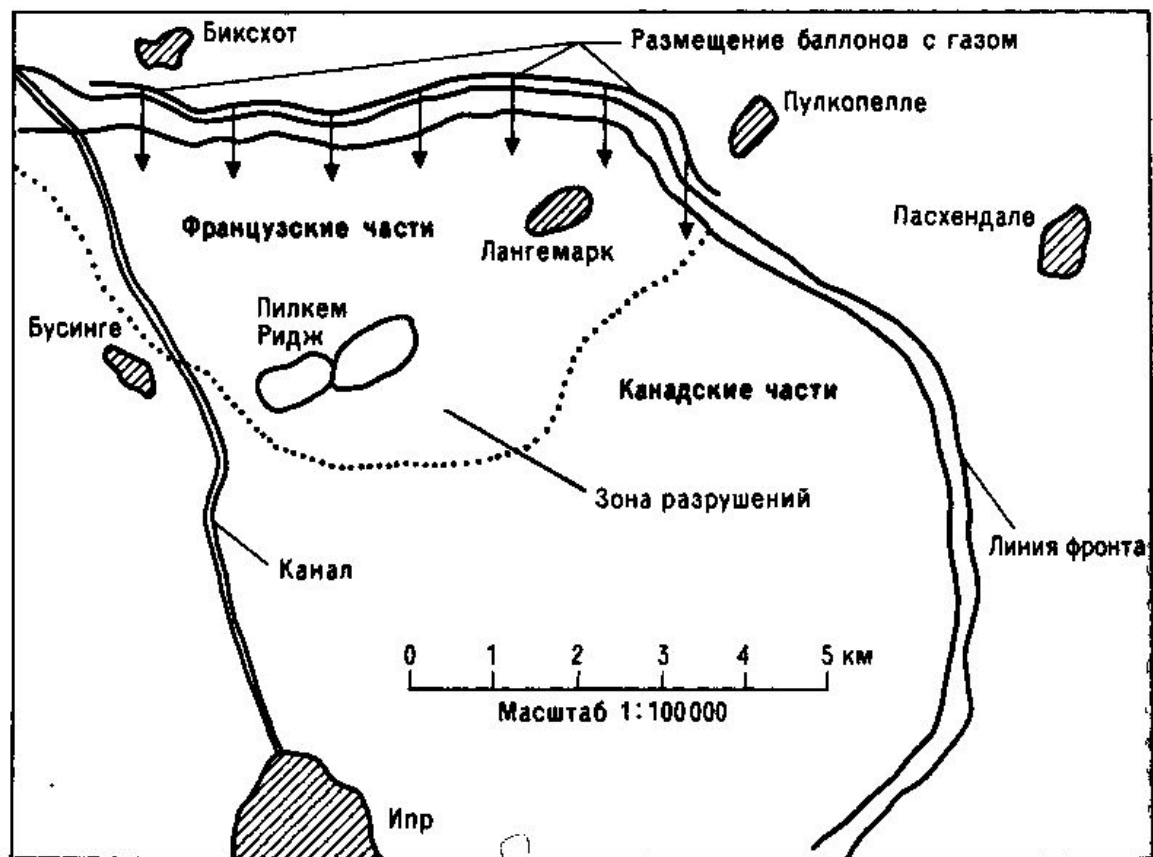 Биксхот
Размещение баллонов с газом
Пулкопелле
Пасхендале
Французские части
Лангемарк
Пилкем
Ридж
Бусинге
Канадские части
Зона разрушений
Линия фронта
Канал
0 1 2 3 4 5 км
Масштаб 1:100000
Ипр